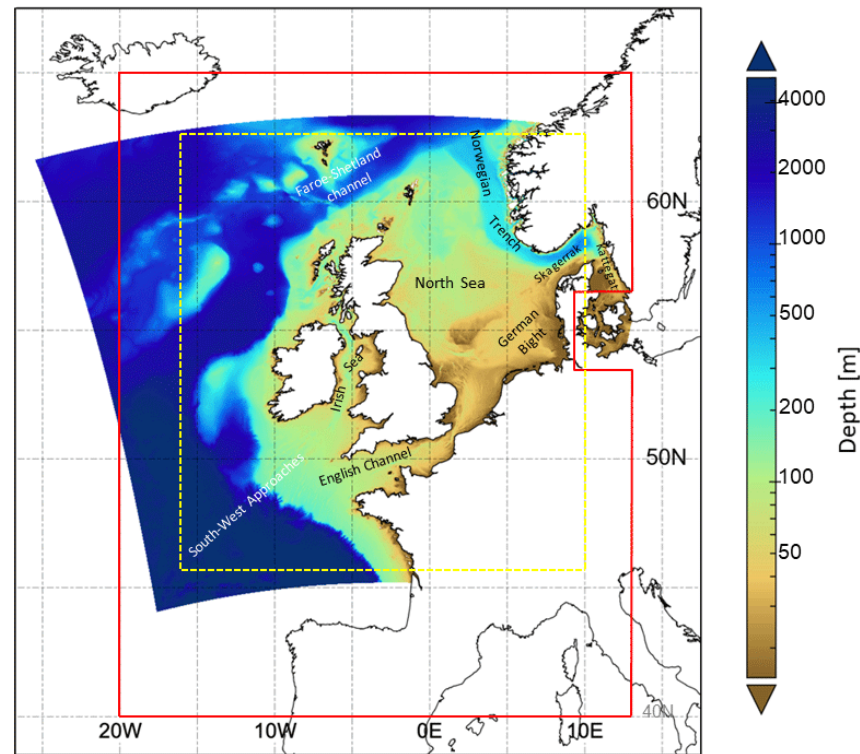 4000
2000
1000
500
200
100
50
Depth [m]
60N
50N
40N
20W
10W
0E
10E
Faroe-Shetland
channel
Norwegian
Trench
Skagerrak
Kattegat
North Sea
German
Bight
Irish
Sea
English Channel
South-West Approaches